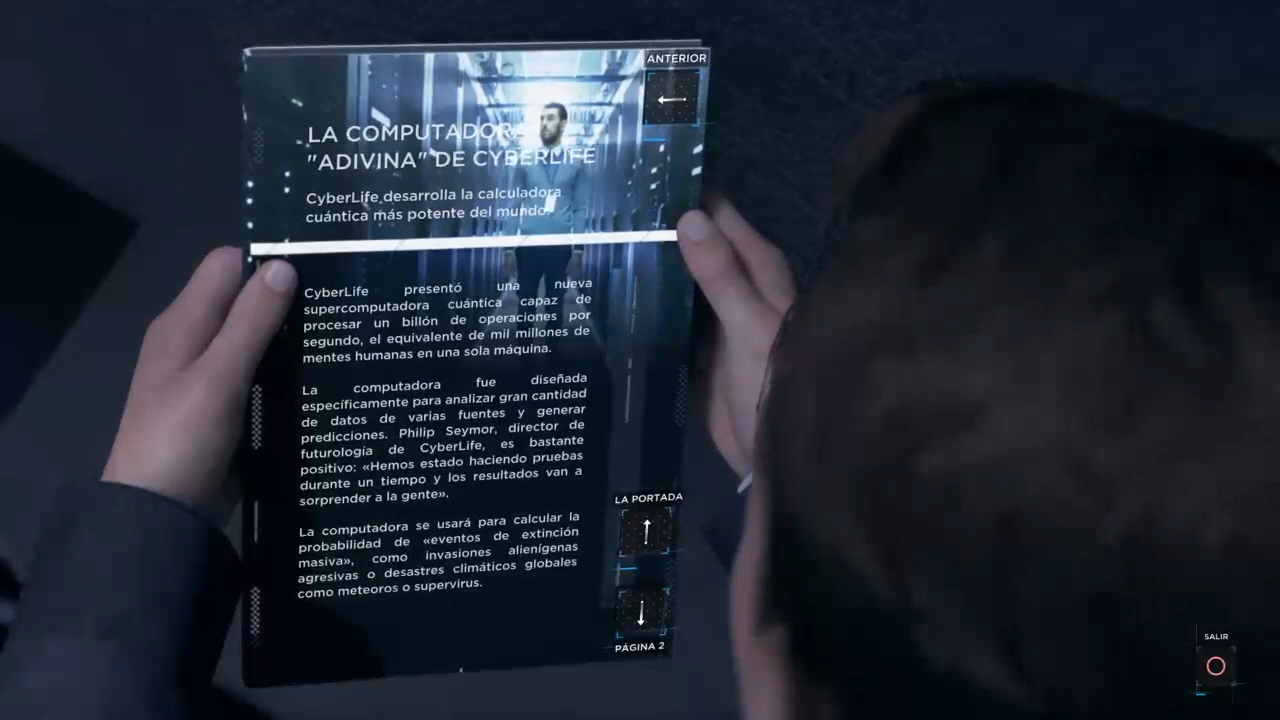 ANTERIOR
LA COMPUTADORA
"ADIVINA" DE CYBERLIFE
CyberLife desarrolla la calculadora
cuántica más potente del mundo.
CyberLife presentó una nueva
supercomputadora cuántica capaz de
procesar un billón de operaciones por
segundo, el equivalente de mil millones de
mentes humanas en una sola máquina.
La computadora fue diseñada
específicamente para analizar gran cantidad
de datos de varias fuentes y generar
predicciones. Philip Seymor, director de
futurología de CyberLife, es bastante
positivo: «Hemos estado haciendo pruebas
durante un tiempo y los resultados van a
sorprender a la gente».
La computadora se usará para calcular la
probabilidad de «eventos de extinción
masiva», como invasiones alienígenas
agresivas o desastres climáticos globales
como meteoros o supervirus.
LA PORTADA
PÁGINA 2
SALIR